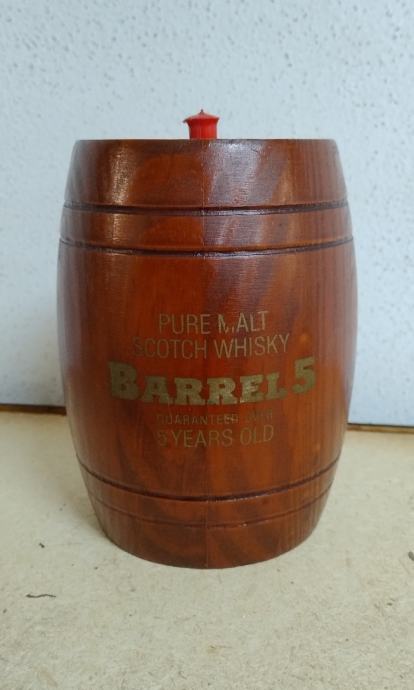 PURE MALT
SCOTCH WHISKY
BARREL 5
GUARANTEED OVER
5 YEARS OLD